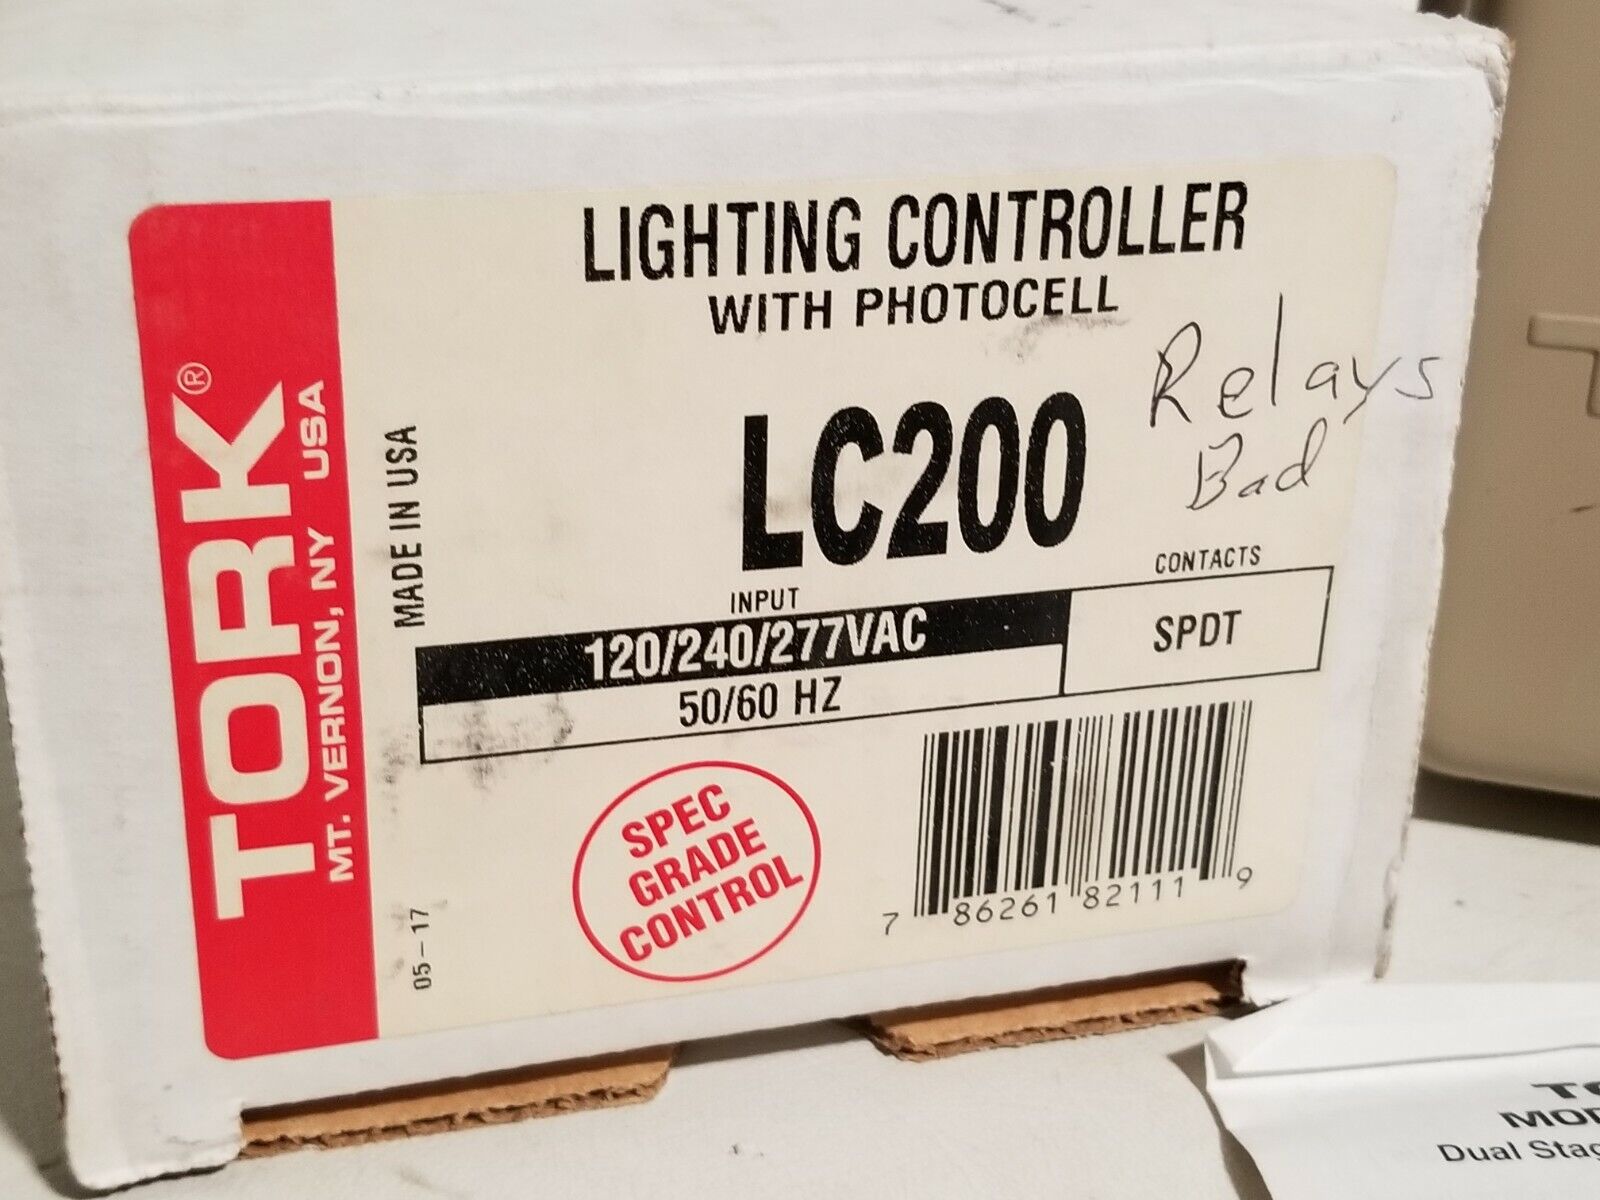 LIGHTING CONTROLLER
WITH PHOTOCELL
Relays
Bad
LC200
TORK®
MT. VERNON, NY USA
MADE IN USA
INPUT
CONTACTS
120/240/277VAC
SPDT
50/60 HZ
SPEC
GRADE
CONTROL
7 86261 82111 9
05-17
Dual